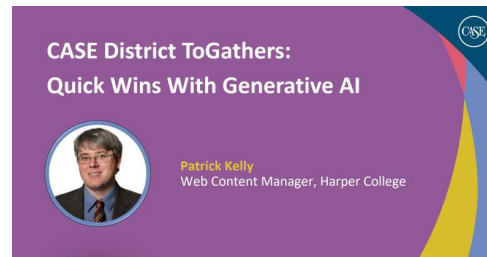 CASE
CASE District ToGathers:
Quick Wins With Generative AI
Patrick Kelly
Web Content Manager, Harper College